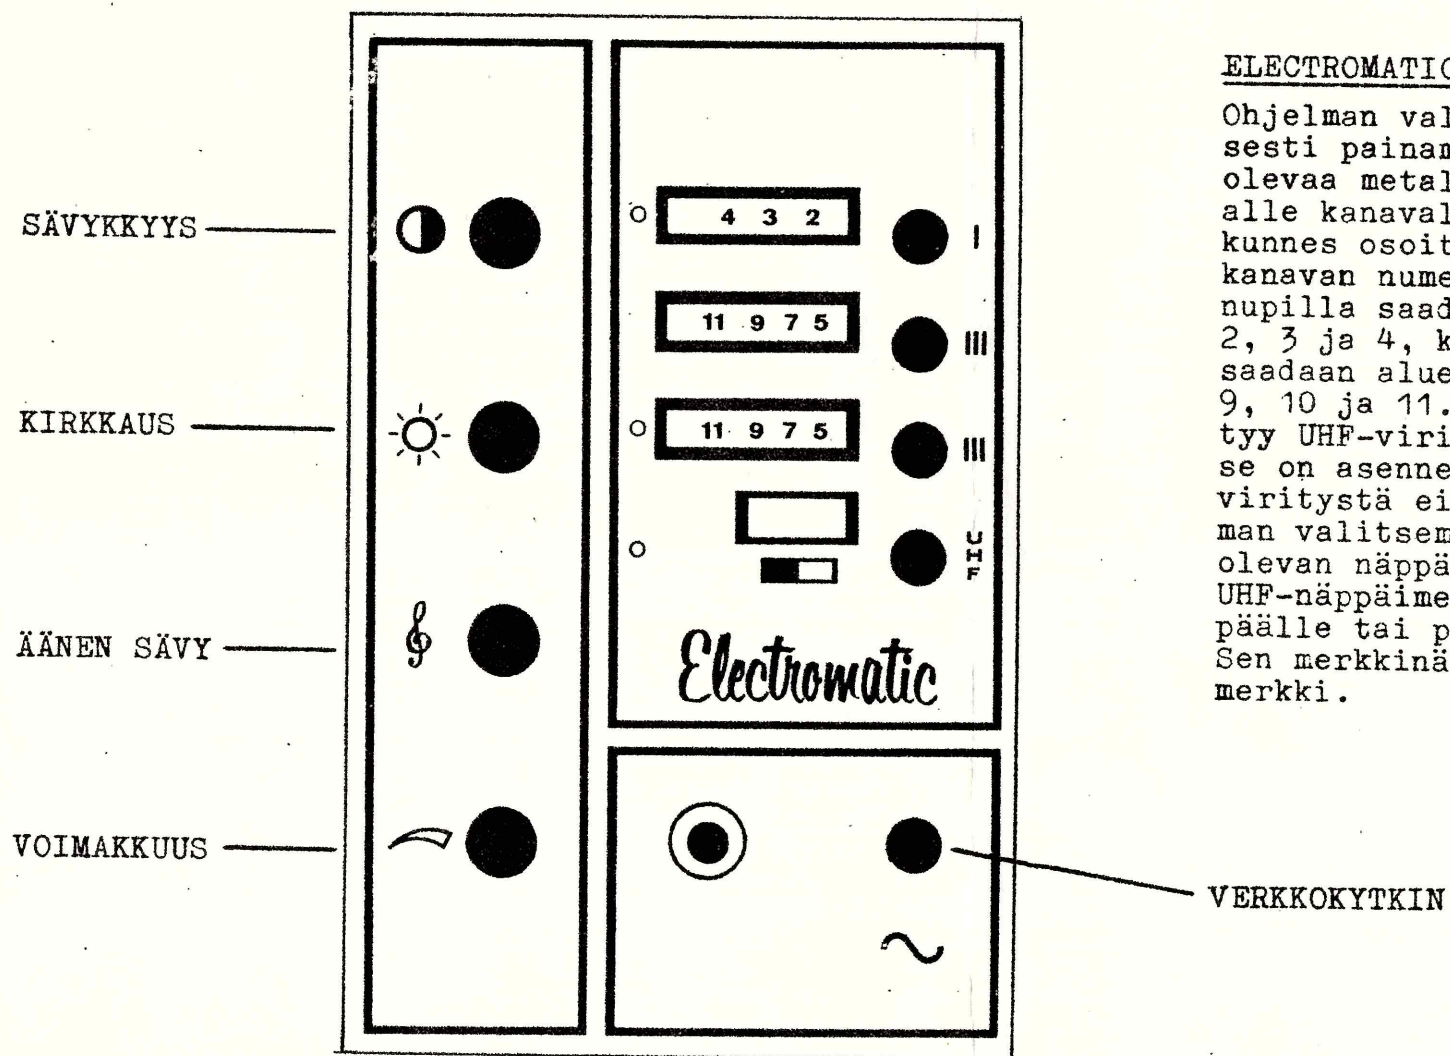 SÄVYKKYYS
KIRKKAUS
ÄÄNEN SÄVY
VOIMAKKUUS
4 3 2
I
11 9 7 5
III
11 9 7 5
III
UHF
Electromatic
VERKKOKYTKIN
ELECTROMATIC
Ohjelman val
sesti painam
olevaa metal
alle kanaval
kunnes osoit
kanavan nume
nupilla saad
2, 3 ja 4, k
saadaan alue
9, 10 ja 11.
tyy UHF-viri
se on asenne
viritystä ei
man valitsem
olevan näppä
UHF-näppäime
päälle tai p
Sen merkkinä
merkki.